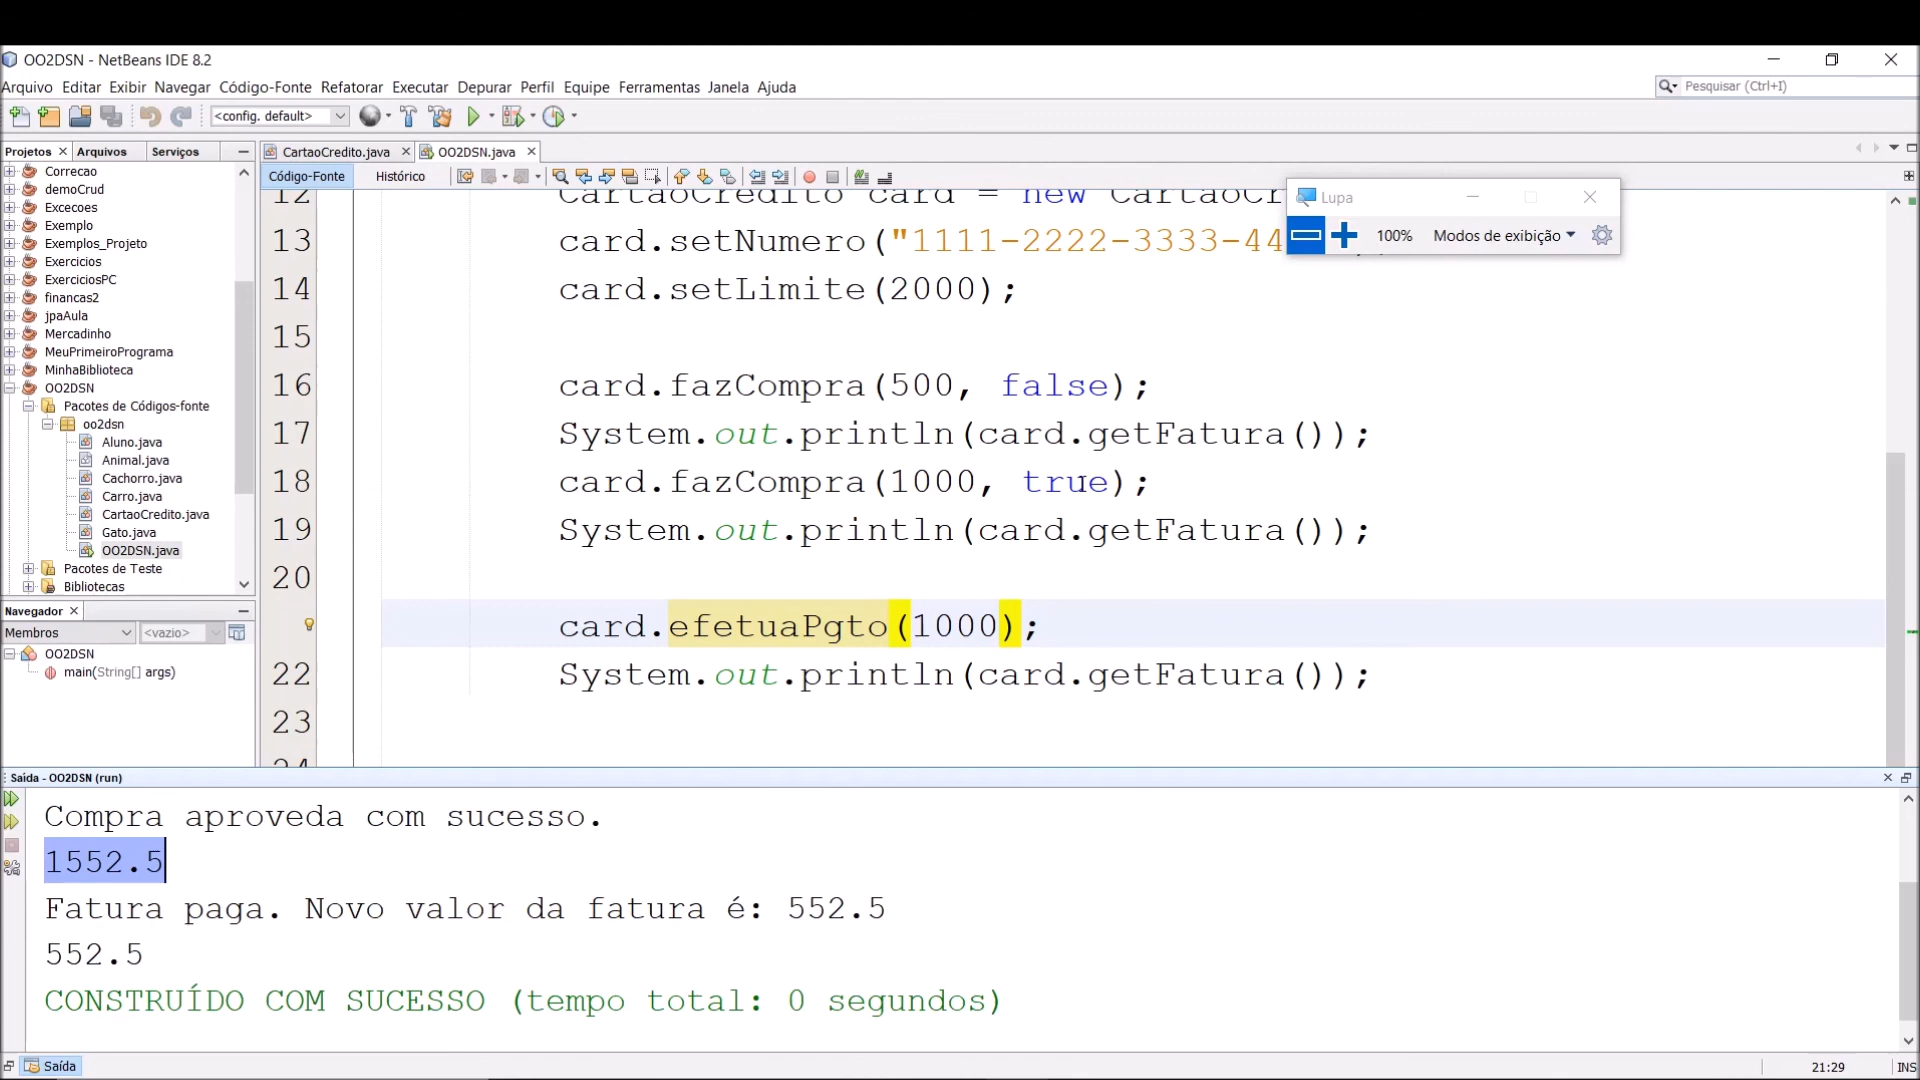 OO2DSN - NetBeans IDE 8.2
Arquivo Editar Exibir Navegar Código-Fonte Refatorar Executar Depurar Perfil Equipe Ferramentas Janela Ajuda
Pesquisar (Ctrl+I)
<config. default>
Projetos Arquivos Serviços
CartaoCredito.java OO2DSN.java
Código-Fonte Histórico
Correcao
demoCrud
Excecoes
Exemplo
Exemplos_Projeto
Exercicios
ExerciciosPC
financas2
jpaAula
Mercadinho
MeuPrimeiroPrograma
MinhaBiblioteca
OO2DSN
Pacotes de Códigos-fonte
oo2dsn
Aluno.java
Animal.java
Cachorro.java
Carro.java
CartaoCredito.java
Gato.java
OO2DSN.java
Pacotes de Teste
Bibliotecas
Navegador
Membros <vazio>
OO2DSN
main(String[] args)
Lupa
100% Modos de exibição
12 CartaoCredito card = new CartaoCr
13 card.setNumero("1111-2222-3333-44
14 card.setLimite(2000);
15
16 card.fazCompra(500, false);
17 System.out.println(card.getFatura());
18 card.fazCompra(1000, true);
19 System.out.println(card.getFatura());
20
card.efetuaPgto(1000);
22 System.out.println(card.getFatura());
23
24
Saída - OO2DSN (run)
Compra aproveda com sucesso.
1552.5
Fatura paga. Novo valor da fatura é: 552.5
552.5
CONSTRUÍDO COM SUCESSO (tempo total: 0 segundos)
Saída
21:29 INS